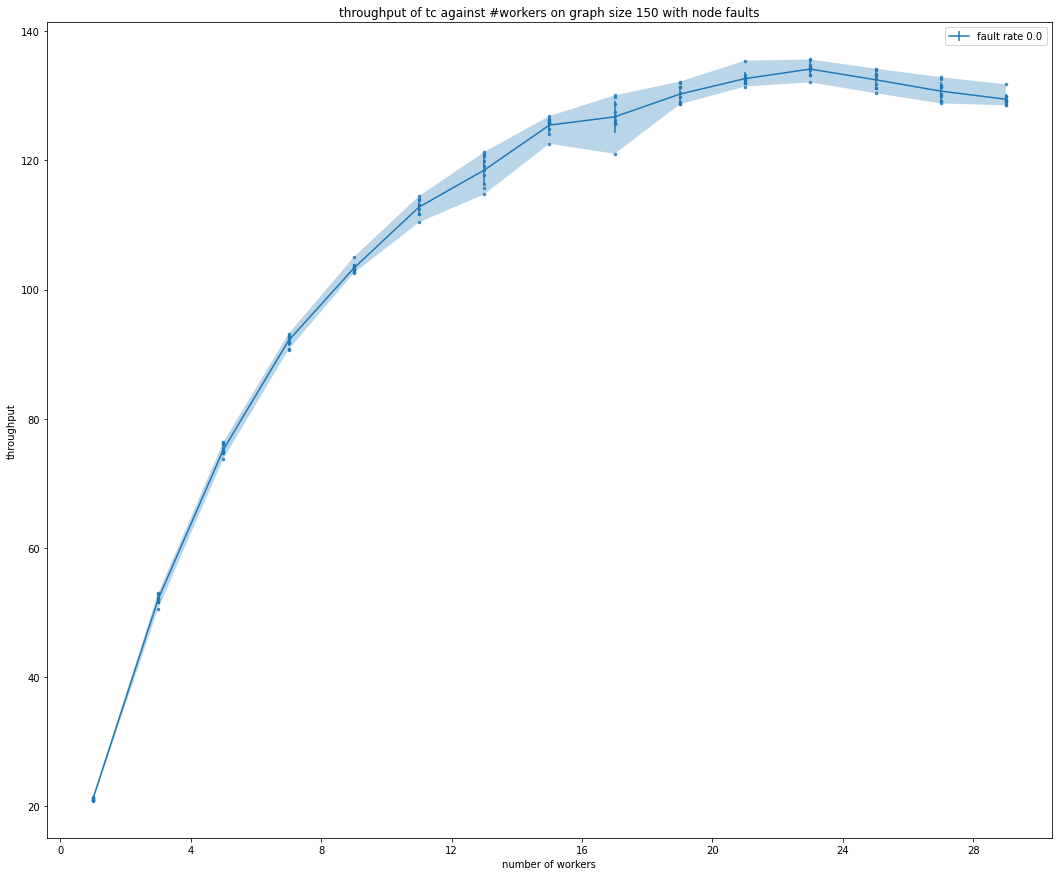 throughput of tc against #workers on graph size 150 with node faults
fault rate 0.0
throughput
140
120
100
80
60
40
20
0 4 8 12 16 20 24 28
number of workers